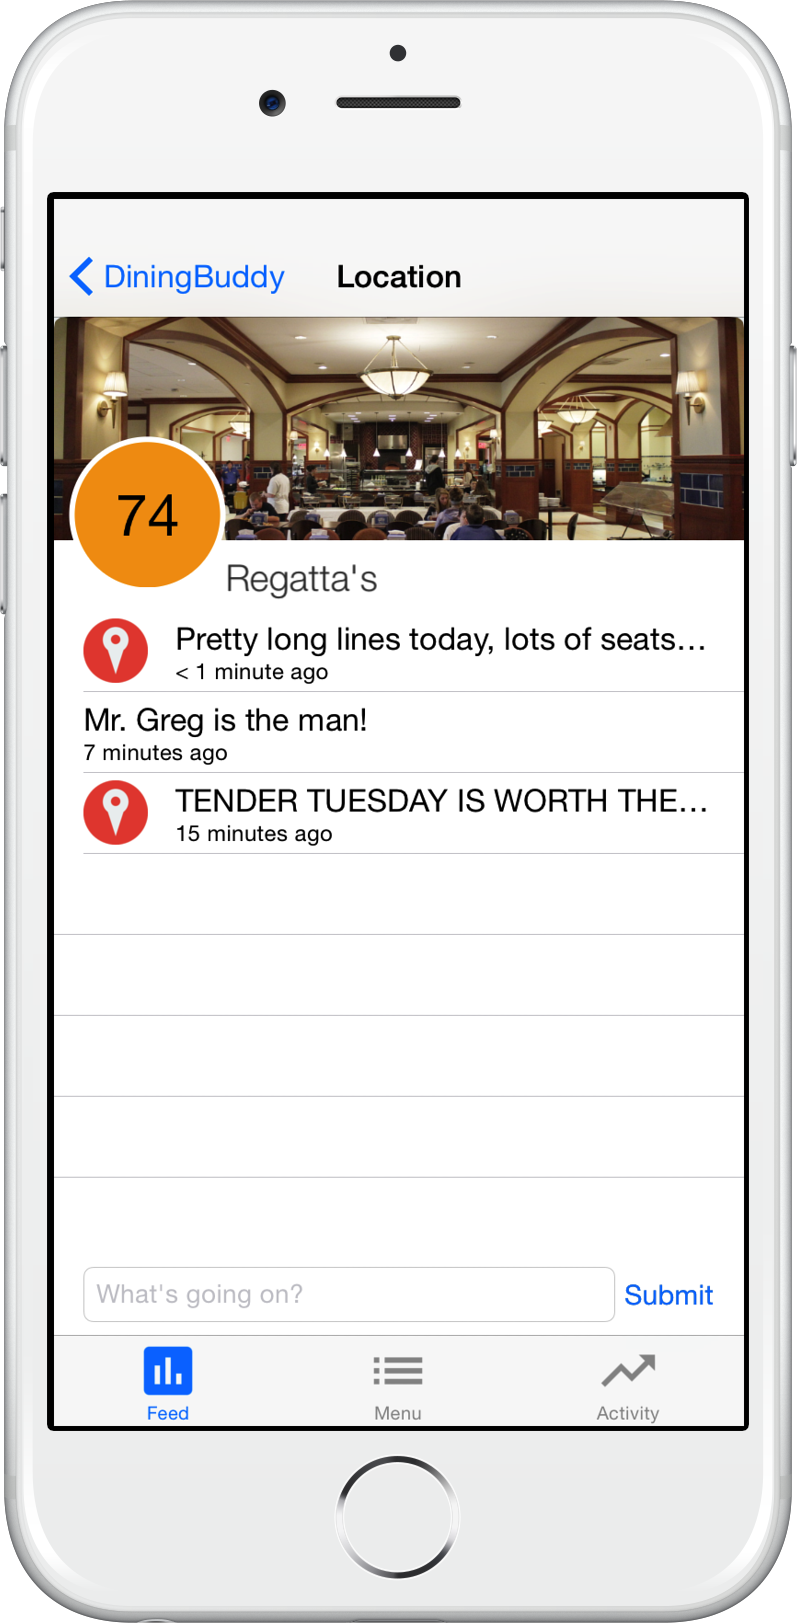 DiningBuddy
Location
74
Regatta's
Pretty long lines today, lots of seats...
< 1 minute ago
Mr. Greg is the man!
7 minutes ago
TENDER TUESDAY IS WORTH THE...
15 minutes ago
What's going on?
Submit
Feed
Menu
Activity